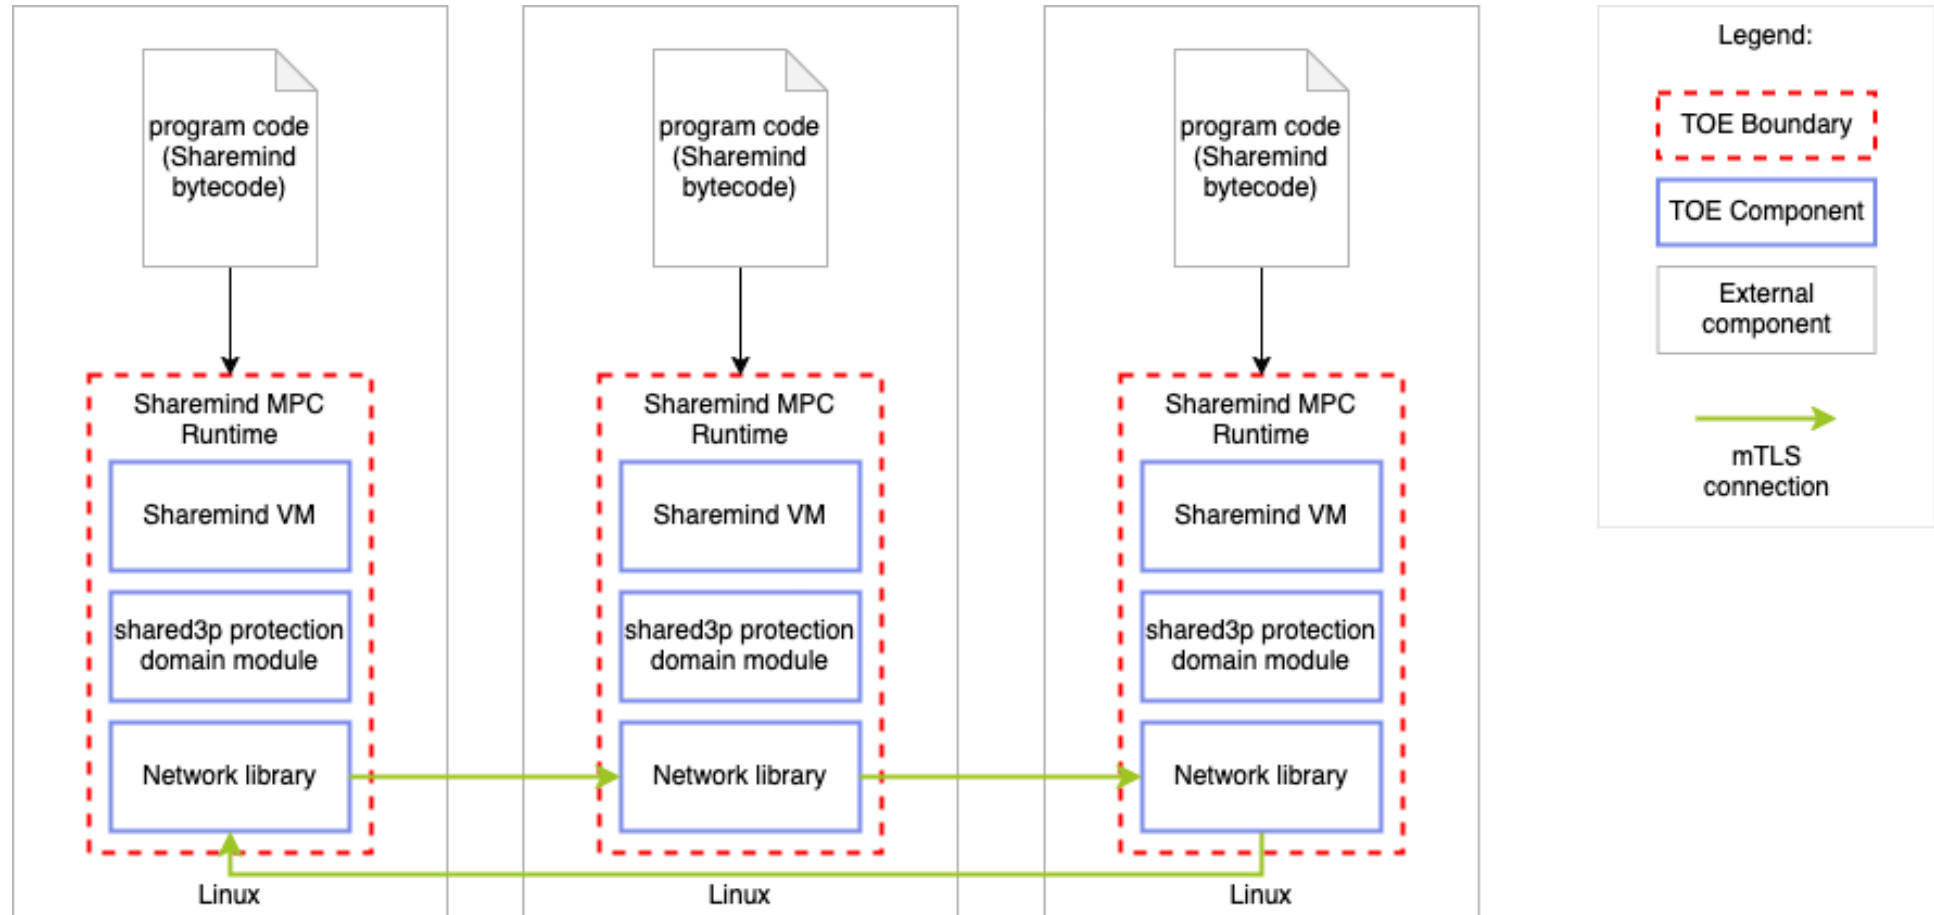 program code
(Sharemind
bytecode)
Sharemind MPC
Runtime
Sharemind VM
shared3p protection
domain module
Network library
Linux
program code
(Sharemind
bytecode)
Sharemind MPC
Runtime
Sharemind VM
shared3p protection
domain module
Network library
Linux
program code
(Sharemind
bytecode)
Sharemind MPC
Runtime
Sharemind VM
shared3p protection
domain module
Network library
Linux
Legend:
TOE Boundary
TOE Component
External
component
mTLS
connection